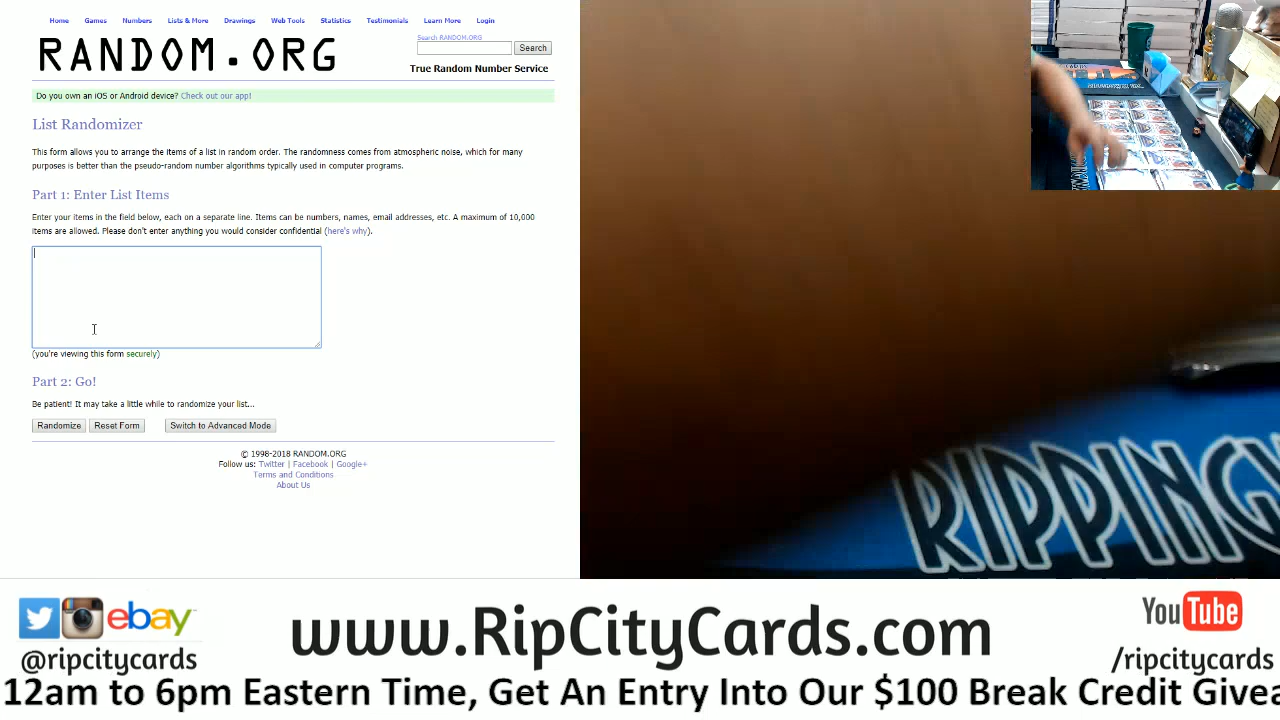 Home Games Numbers Lists & More Drawings Web Tools Statistics Testimonials Learn More Login
RANDOM.ORG
Search RANDOM.ORG
Search
True Random Number Service
Do you own an iOS or Android device? Check out our app!
List Randomizer
This form allows you to arrange the items of a list in random order. The randomness comes from atmospheric noise, which for many
purposes is better than the pseudo-random number algorithms typically used in computer programs.
Part 1: Enter List Items
Enter your items in the field below, each on a separate line. Items can be numbers, names, email addresses, etc. A maximum of 10,000
items are allowed. Please don't enter anything you would consider confidential (here's why).
(you're viewing this form securely)
Part 2: Go!
Be patient! It may take a little while to randomize your list...
Randomize Reset Form Switch to Advanced Mode
© 1998-2018 RANDOM.ORG
Follow us: Twitter | Facebook | Google+
Terms and Conditions
About Us
RIPPING
ebay
@ripcitycards
www.RipCityCards.com
YouTube
/ripcitycards
12am to 6pm Eastern Time, Get An Entry Into Our $100 Break Credit Givea